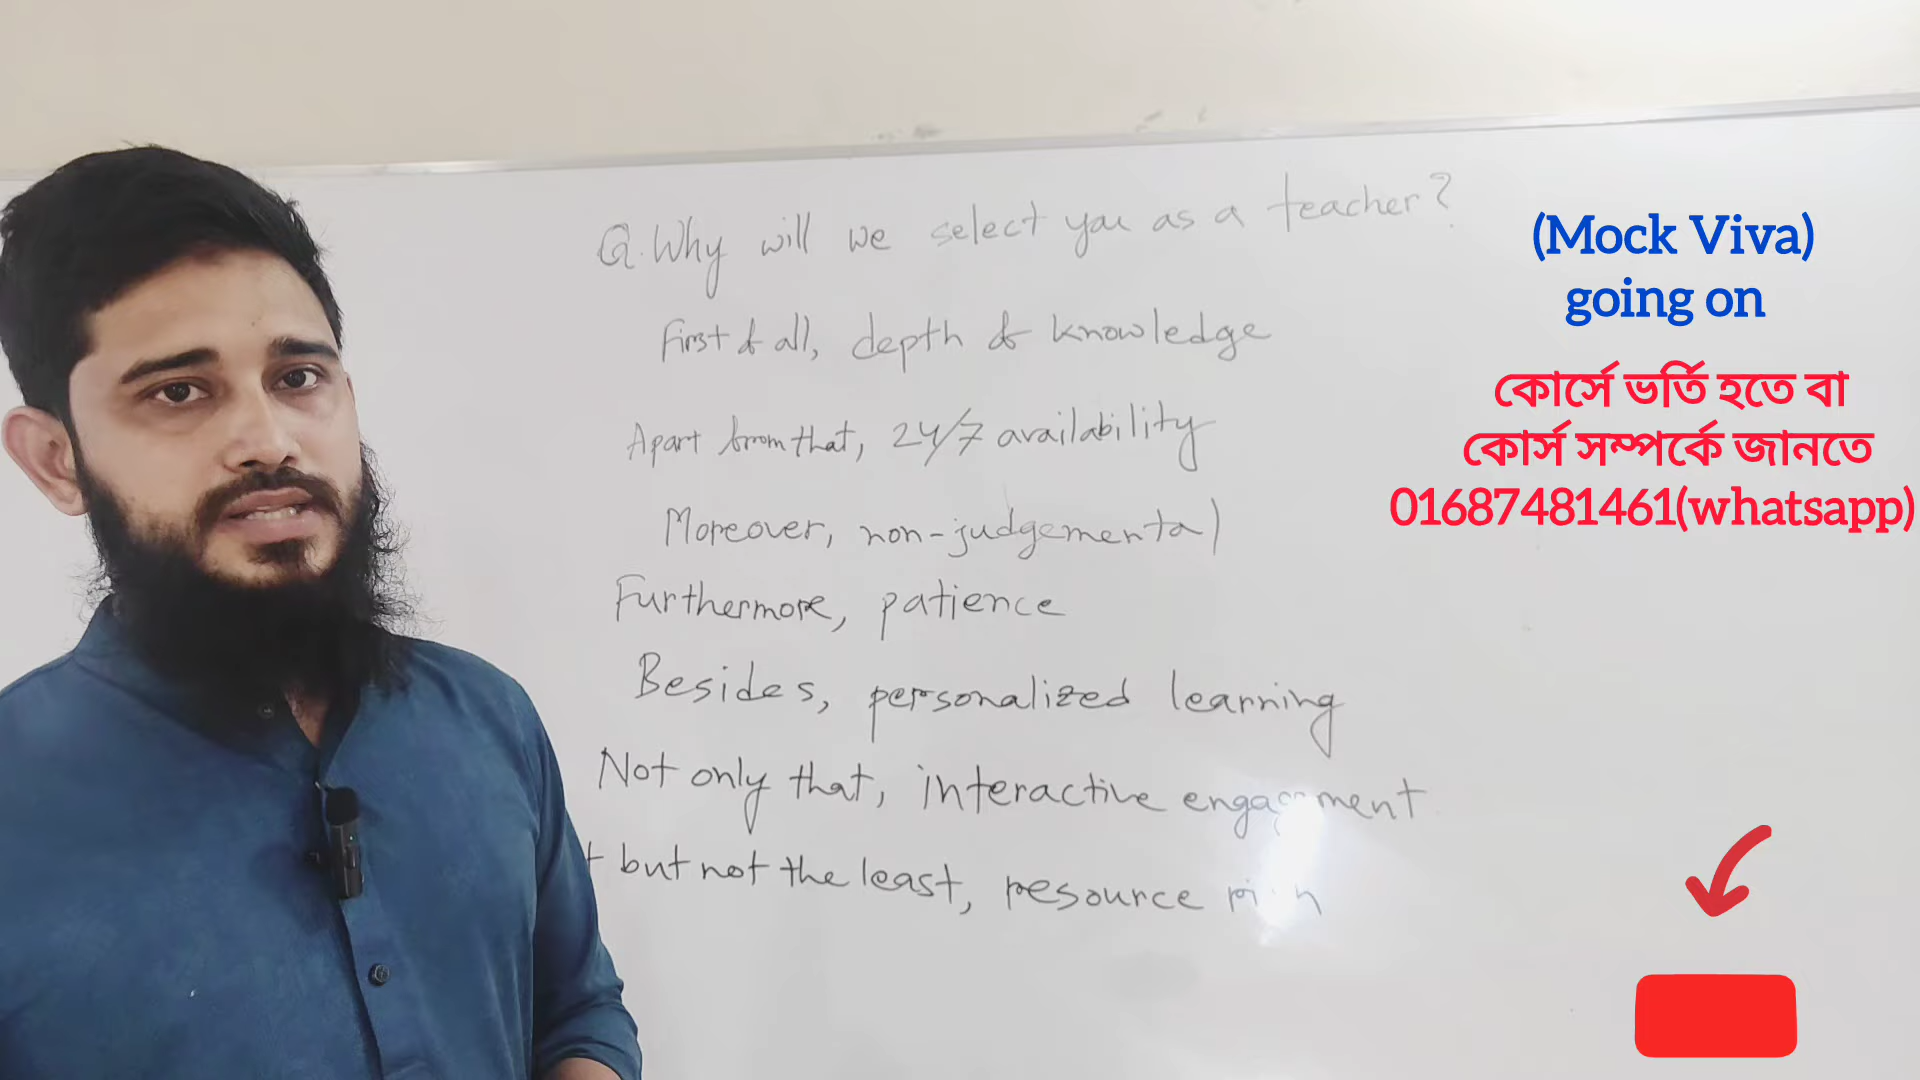 Q. Why will we select you as a teacher?
First of all, depth of knowledge
Apart from that, 24/7 availability
Moreover, non-judgemental
Furthermore, patience
Besides, personalized learning
Not only that, interactive engagement
but not the least, resource
(Mock Viva)
going on
কোর্সে ভর্তি হতে বা
কোর্স সম্পর্কে জানতে
01687481461(whatsapp)